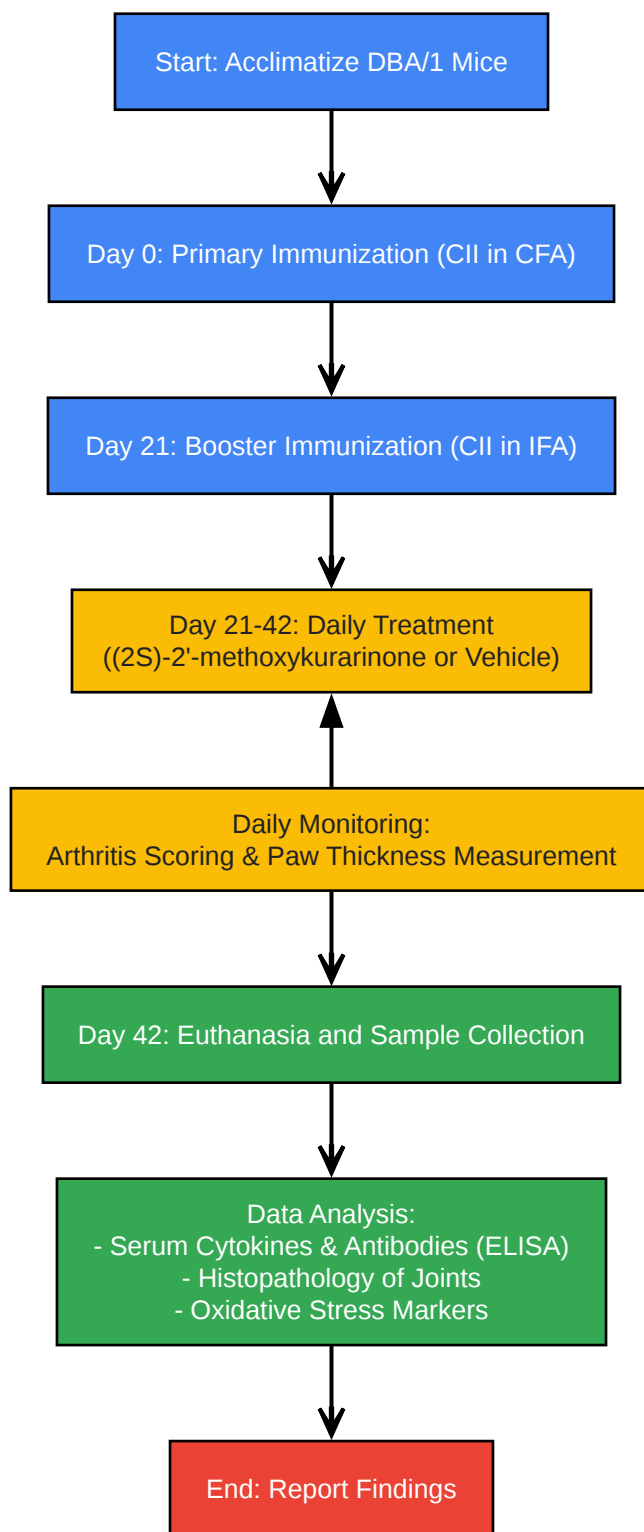 Start: Acclimatize DBA/1 Mice
Day 0: Primary Immunization (CII in CFA)
Day 21: Booster Immunization (CII in IFA)
Day 21-42: Daily Treatment
((2S)-2'-methoxykurarinone or Vehicle)
Daily Monitoring:
Arthritis Scoring & Paw Thickness Measurement
Day 42: Euthanasia and Sample Collection
Data Analysis:
- Serum Cytokines & Antibodies (ELISA)
- Histopathology of Joints
- Oxidative Stress Markers
End: Report Findings